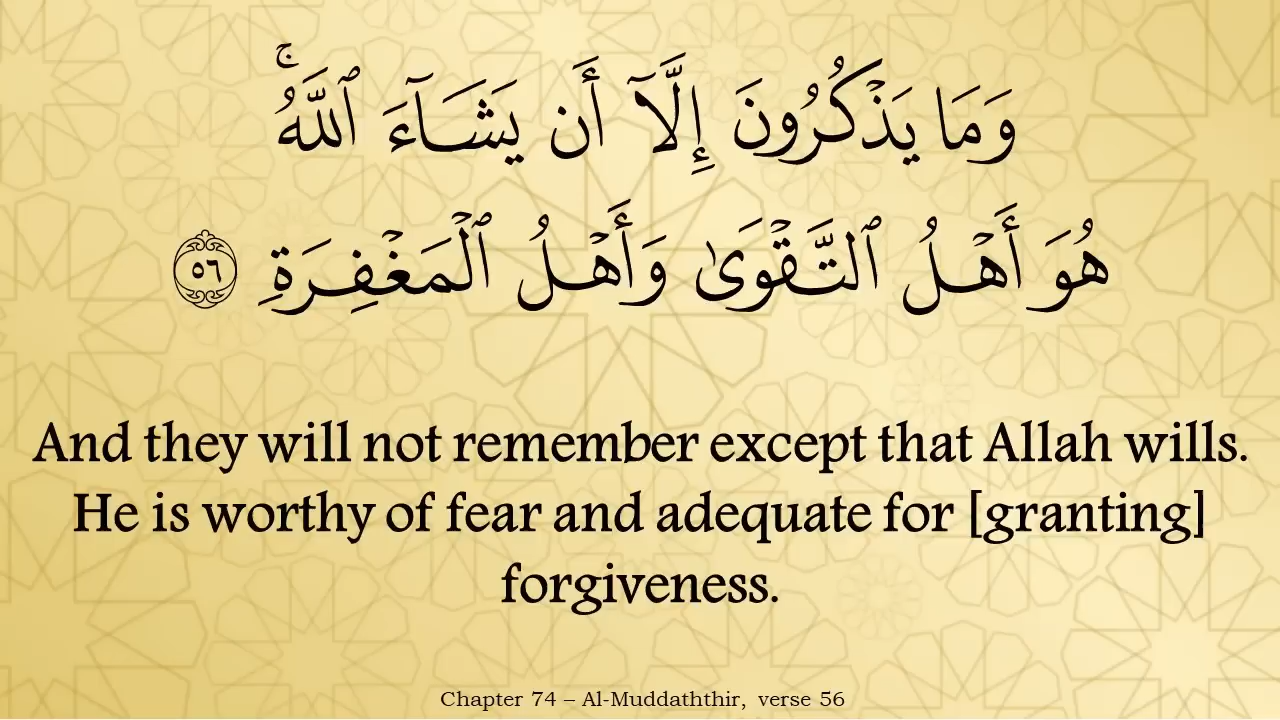 وَمَا يَذْكُرُونَ إِلَّآ أَن يَشَآءَ ٱللَّهُ ۚ
هُوَ أَهْلُ ٱلتَّقْوَىٰ وَأَهْلُ ٱلْمَغْفِرَةِ ٥٦
And they will not remember except that Allah wills.
He is worthy of fear and adequate for [granting]
forgiveness.
Chapter 74 – Al-Muddaththir, verse 56